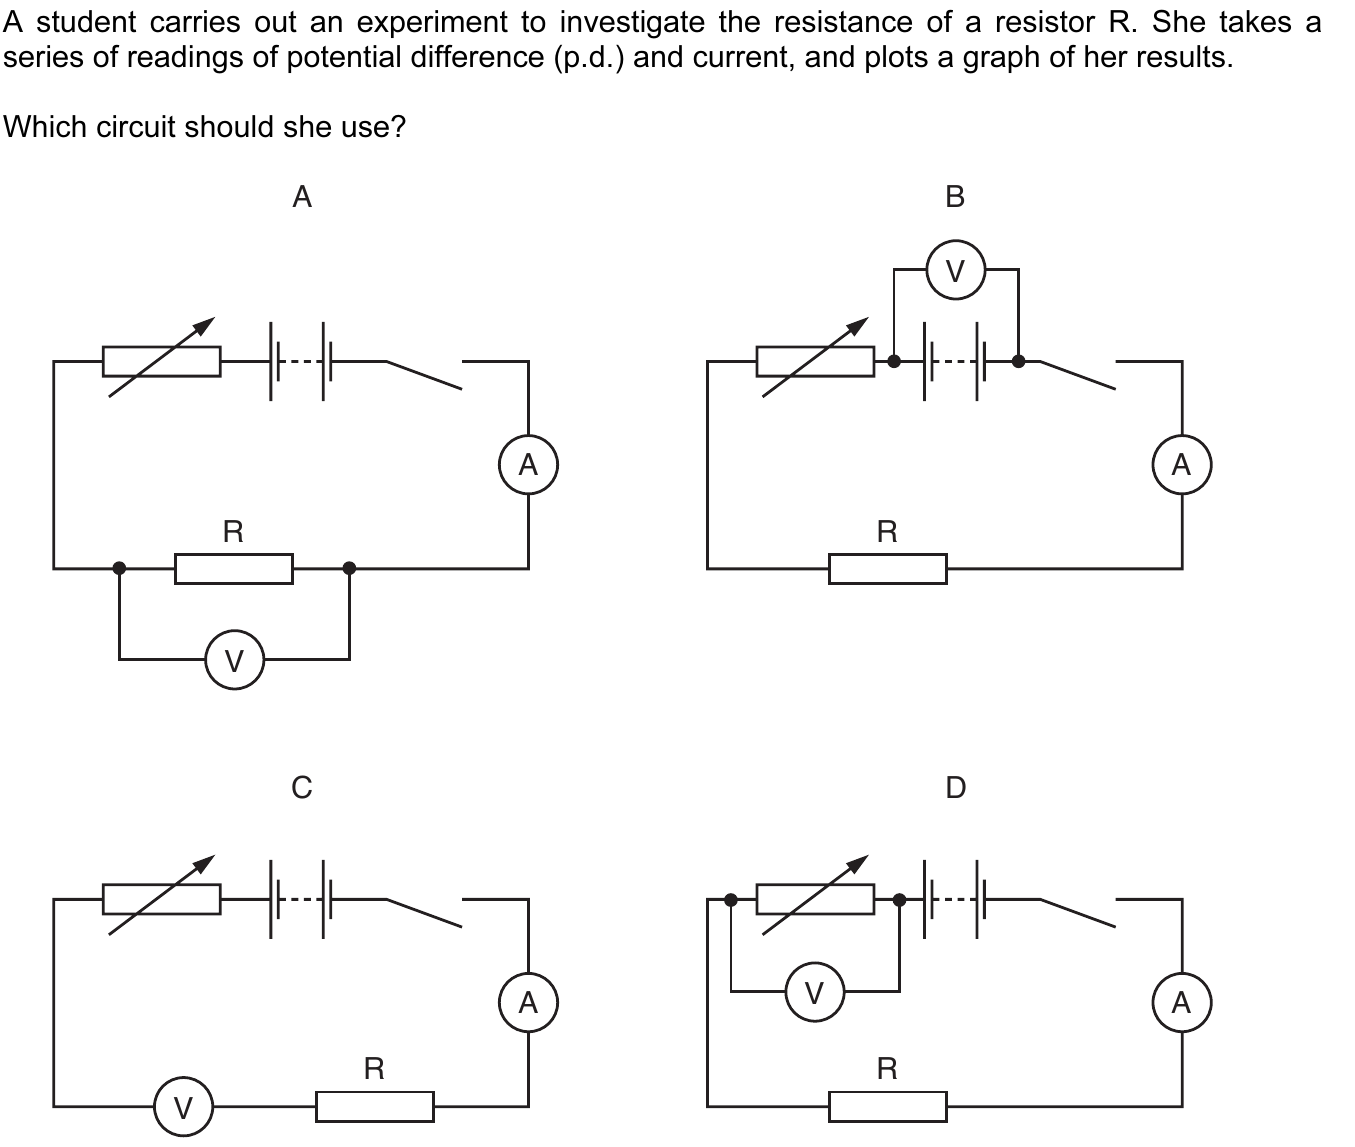 A student carries out an experiment to investigate the resistance of a resistor R. She takes a
series of readings of potential difference (p.d.) and current, and plots a graph of her results.
Which circuit should she use?
A
B
V
A
A
R
R
V
C
D
V
A
A
R
R
V